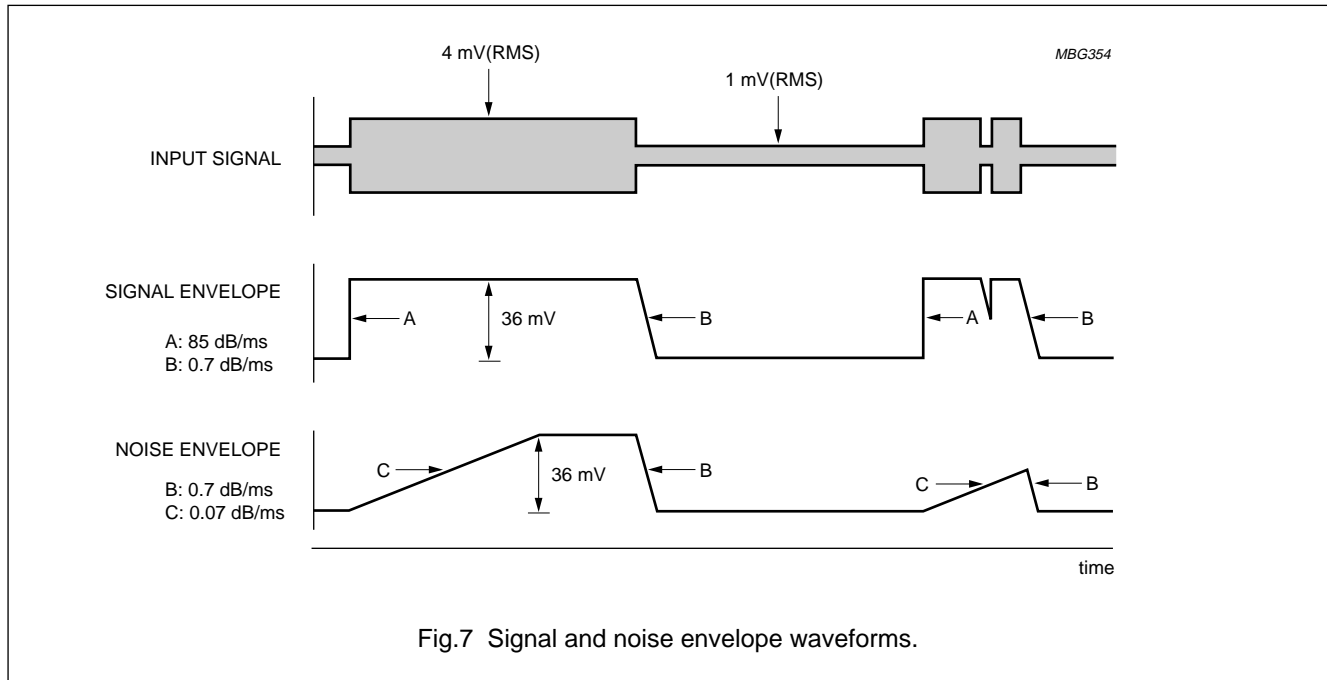 4 mV(RMS)
MBG354
1 mV(RMS)
INPUT SIGNAL
SIGNAL ENVELOPE
A
36 mV
B
A
B
A: 85 dB/ms
B: 0.7 dB/ms
NOISE ENVELOPE
C
36 mV
B
C
B
B: 0.7 dB/ms
C: 0.07 dB/ms
time
Fig.7 Signal and noise envelope waveforms.